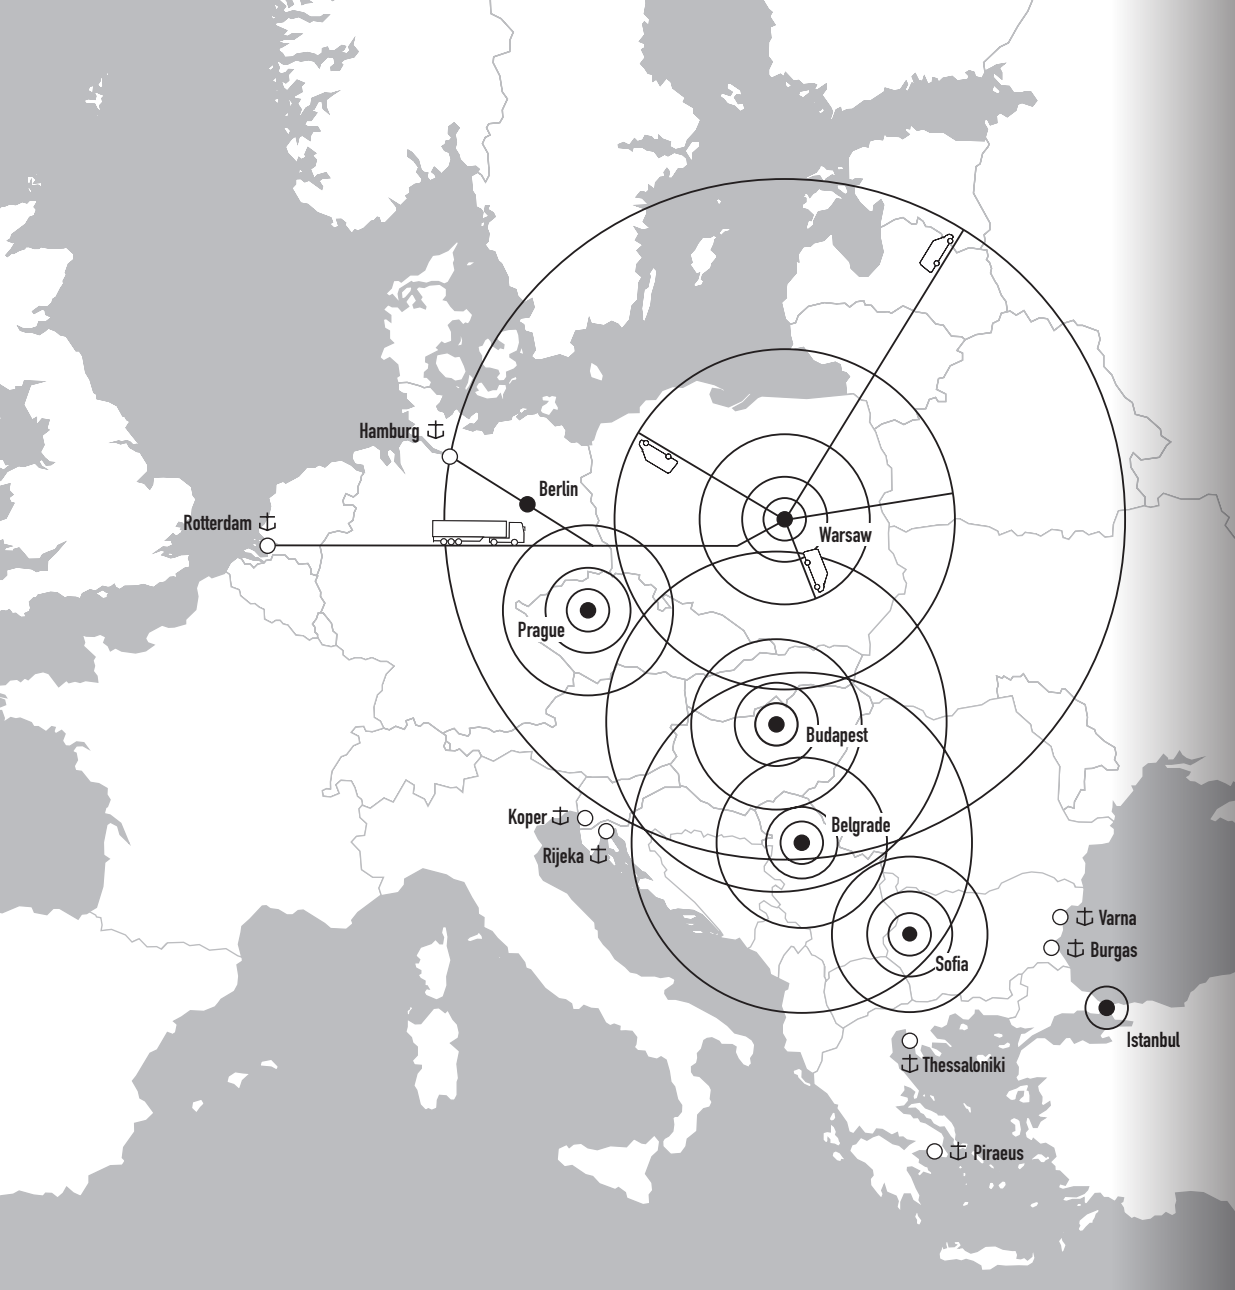 Hamburg
Berlin
Rotterdam
Warsaw
Prague
Budapest
Koper
Belgrade
Rijeka
Varna
Burgas
Sofia
Istanbul
Thessaloniki
Piraeus